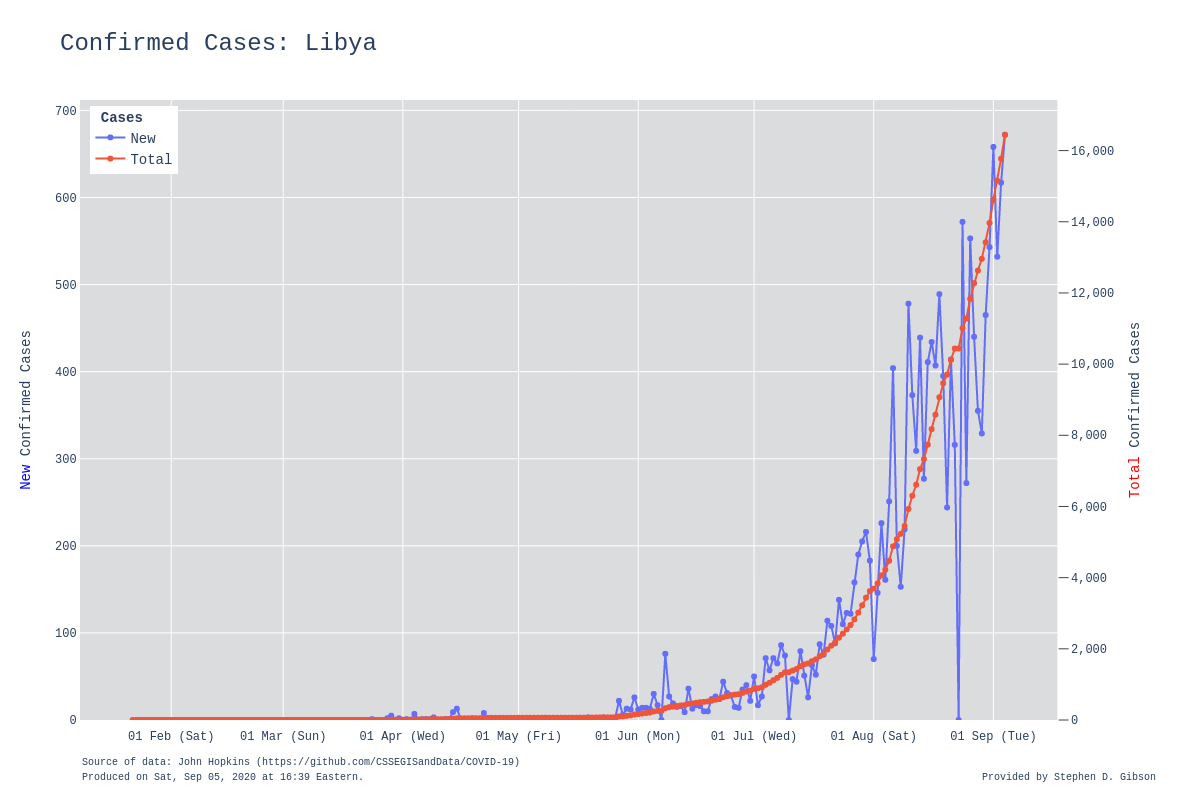 Confirmed Cases: Libya
Cases
New
Total
700
600
500
400
300
200
100
0
New Confirmed Cases
16,000
14,000
12,000
10,000
8,000
6,000
4,000
2,000
0
Total Confirmed Cases
01 Feb (Sat) 01 Mar (Sun) 01 Apr (Wed) 01 May (Fri) 01 Jun (Mon) 01 Jul (Wed) 01 Aug (Sat) 01 Sep (Tue)
Source of data: John Hopkins (https://github.com/CSSEGISandData/COVID-19)
Produced on Sat, Sep 05, 2020 at 16:39 Eastern.
Provided by Stephen D. Gibson